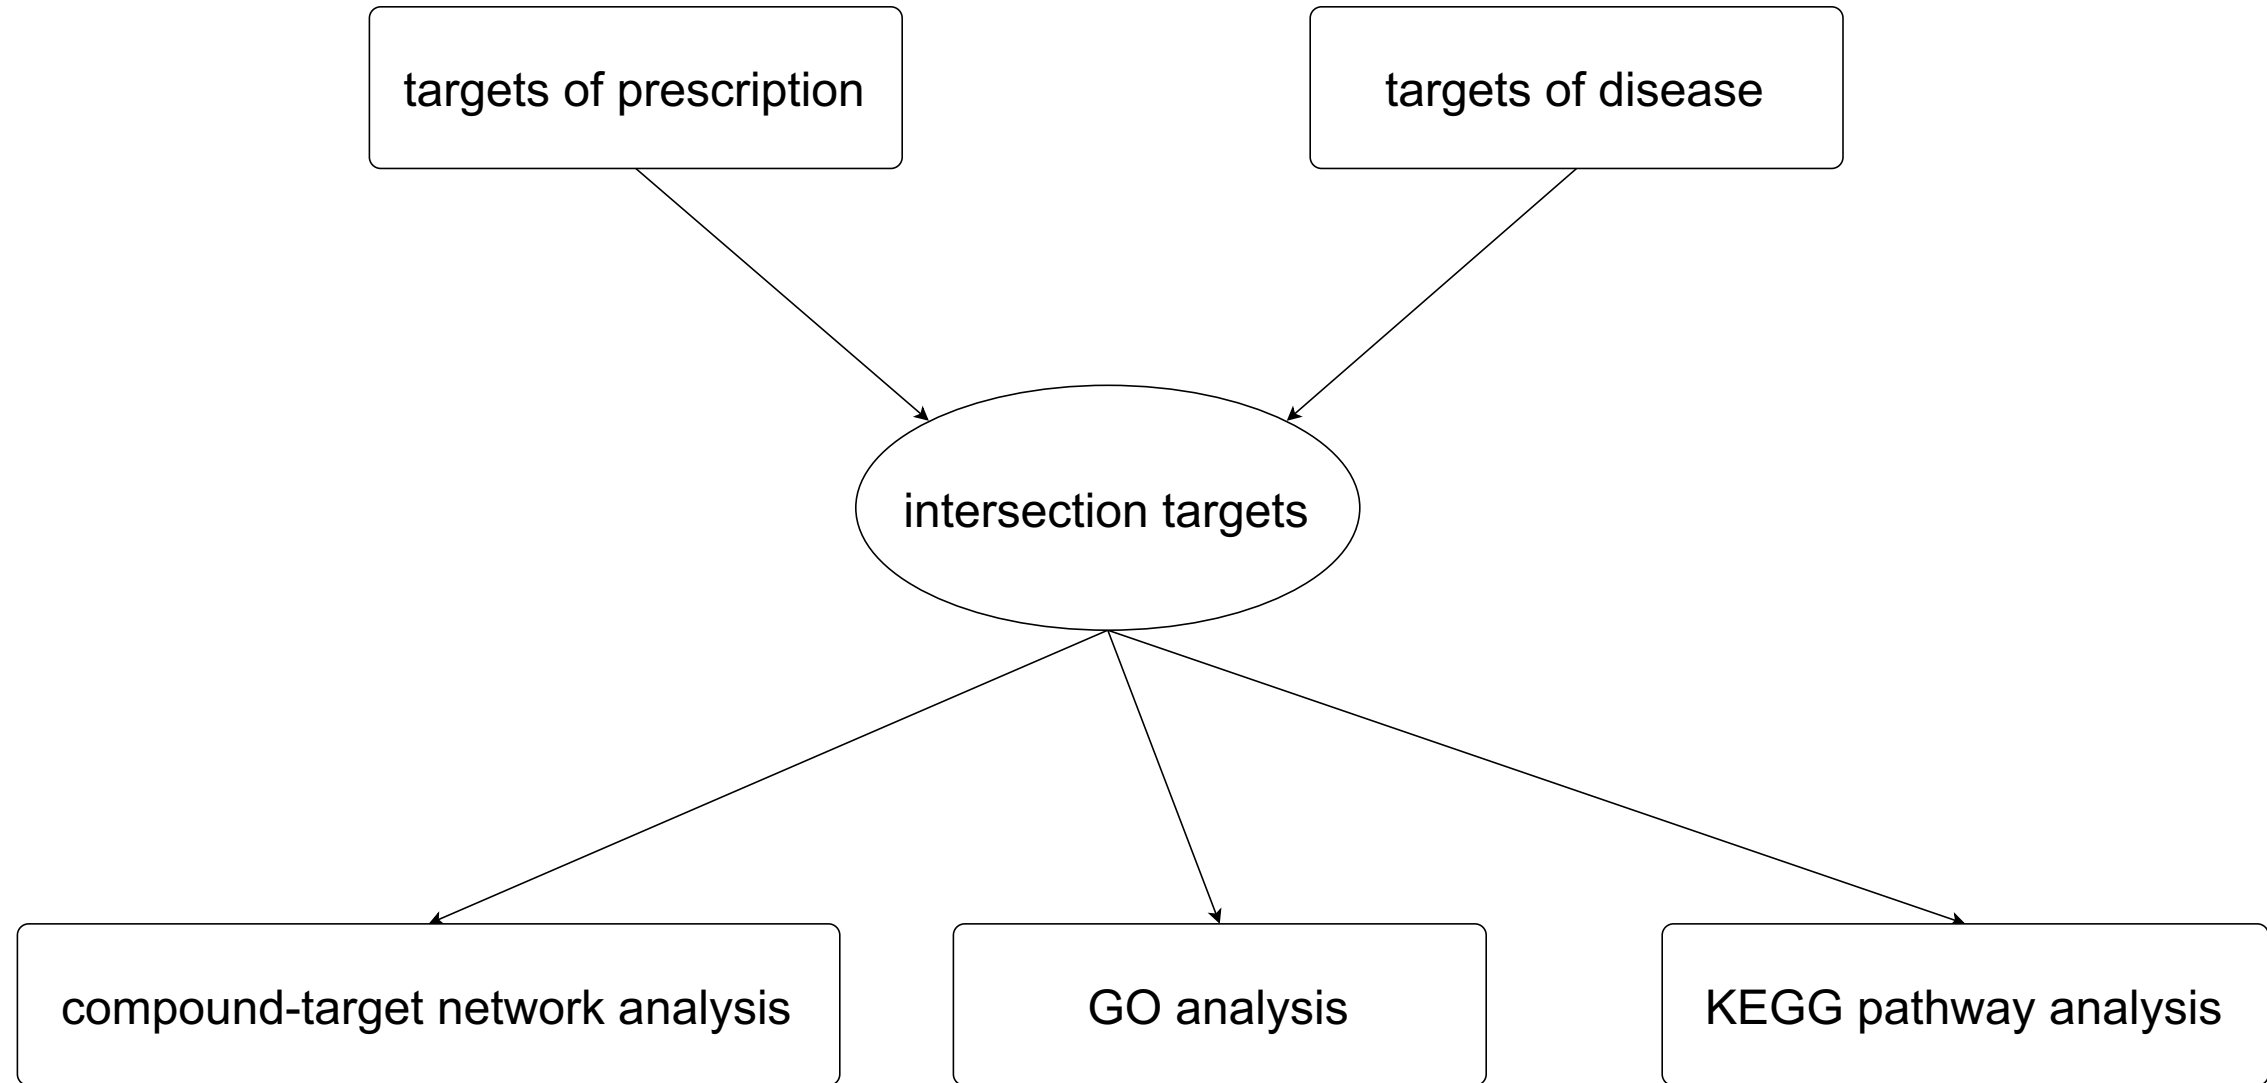 targets of prescription
targets of disease
intersection targets
compound-target network analysis
GO analysis
KEGG pathway analysis